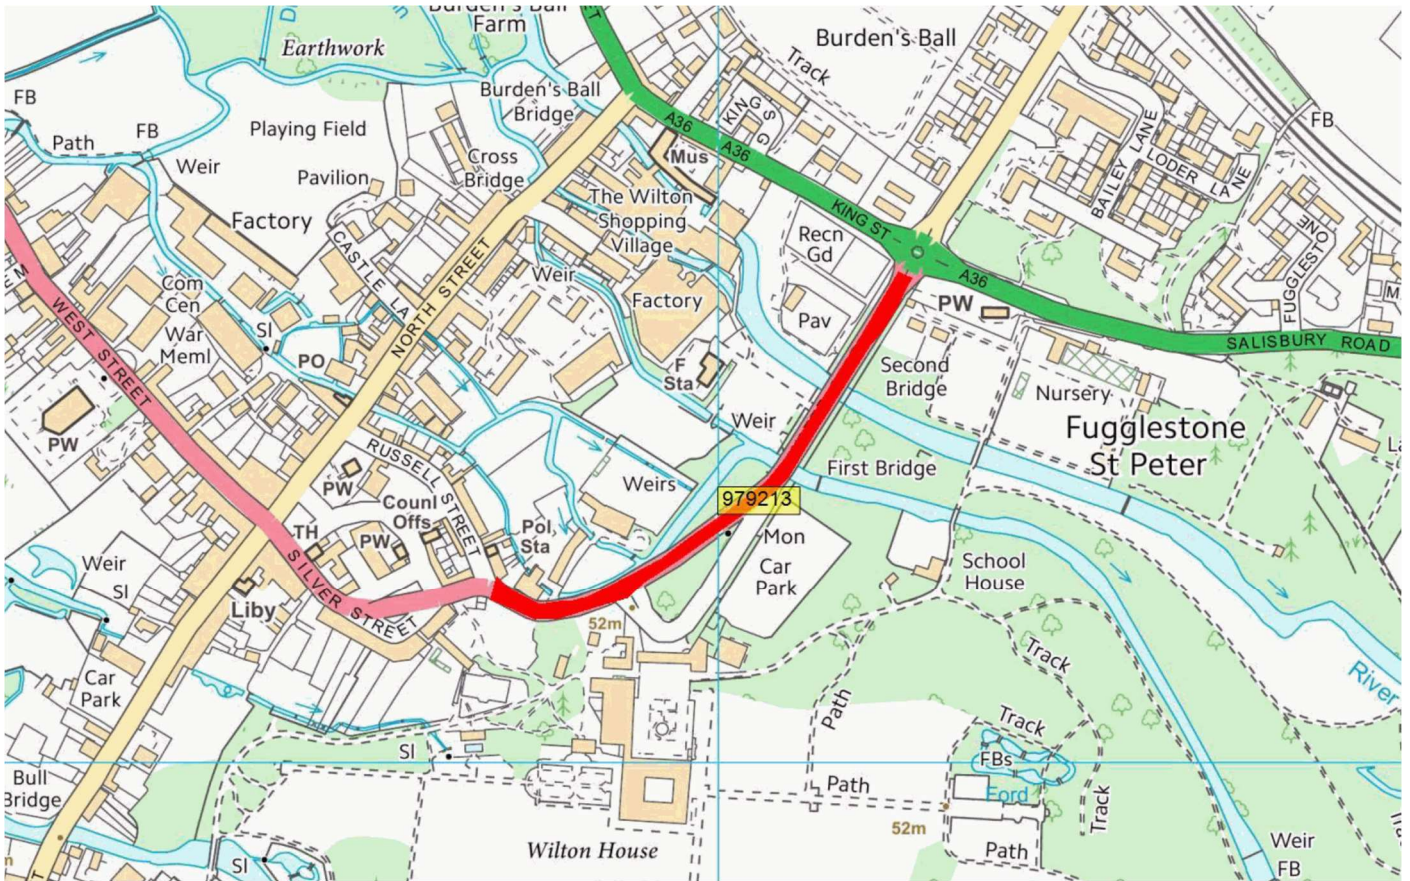 Burden's Ball
Farm
Earthwork
Burden's Ball
Track
FB
Path
FB
Weir
Playing Field
Pavilion
Factory
Burden's Ball
Bridge
Cross
Bridge
A36
A36
KINGS
G
Mus
FB
BAILEY LANE
LODER LANE
The Wilton
Shopping
Village
KING ST
Recn
Gd
A36
PW
Pav
FUGGLESTONE
M
SALISBURY ROAD
CASTLE LA
NORTH STREET
Weir
Factory
Com
Cen
War
Meml
SI
PO
WEST STREET
PW
F
Sta
Second
Bridge
Nursery
Fugglestone
St Peter
La
Weir
First Bridge
RUSSELL STREET
PW
Counl
Offs
Weirs
979213
TH
PW
Pol
Sta
Mon
Car
Park
School
House
Weir
SI
Liby
SILVER STREET
52m
Car
Park
SI
Track
Path
Track
River
FBs
Ford
Track
Path
52m
Path
Bull
Bridge
SI
Wilton House
Weir
FB